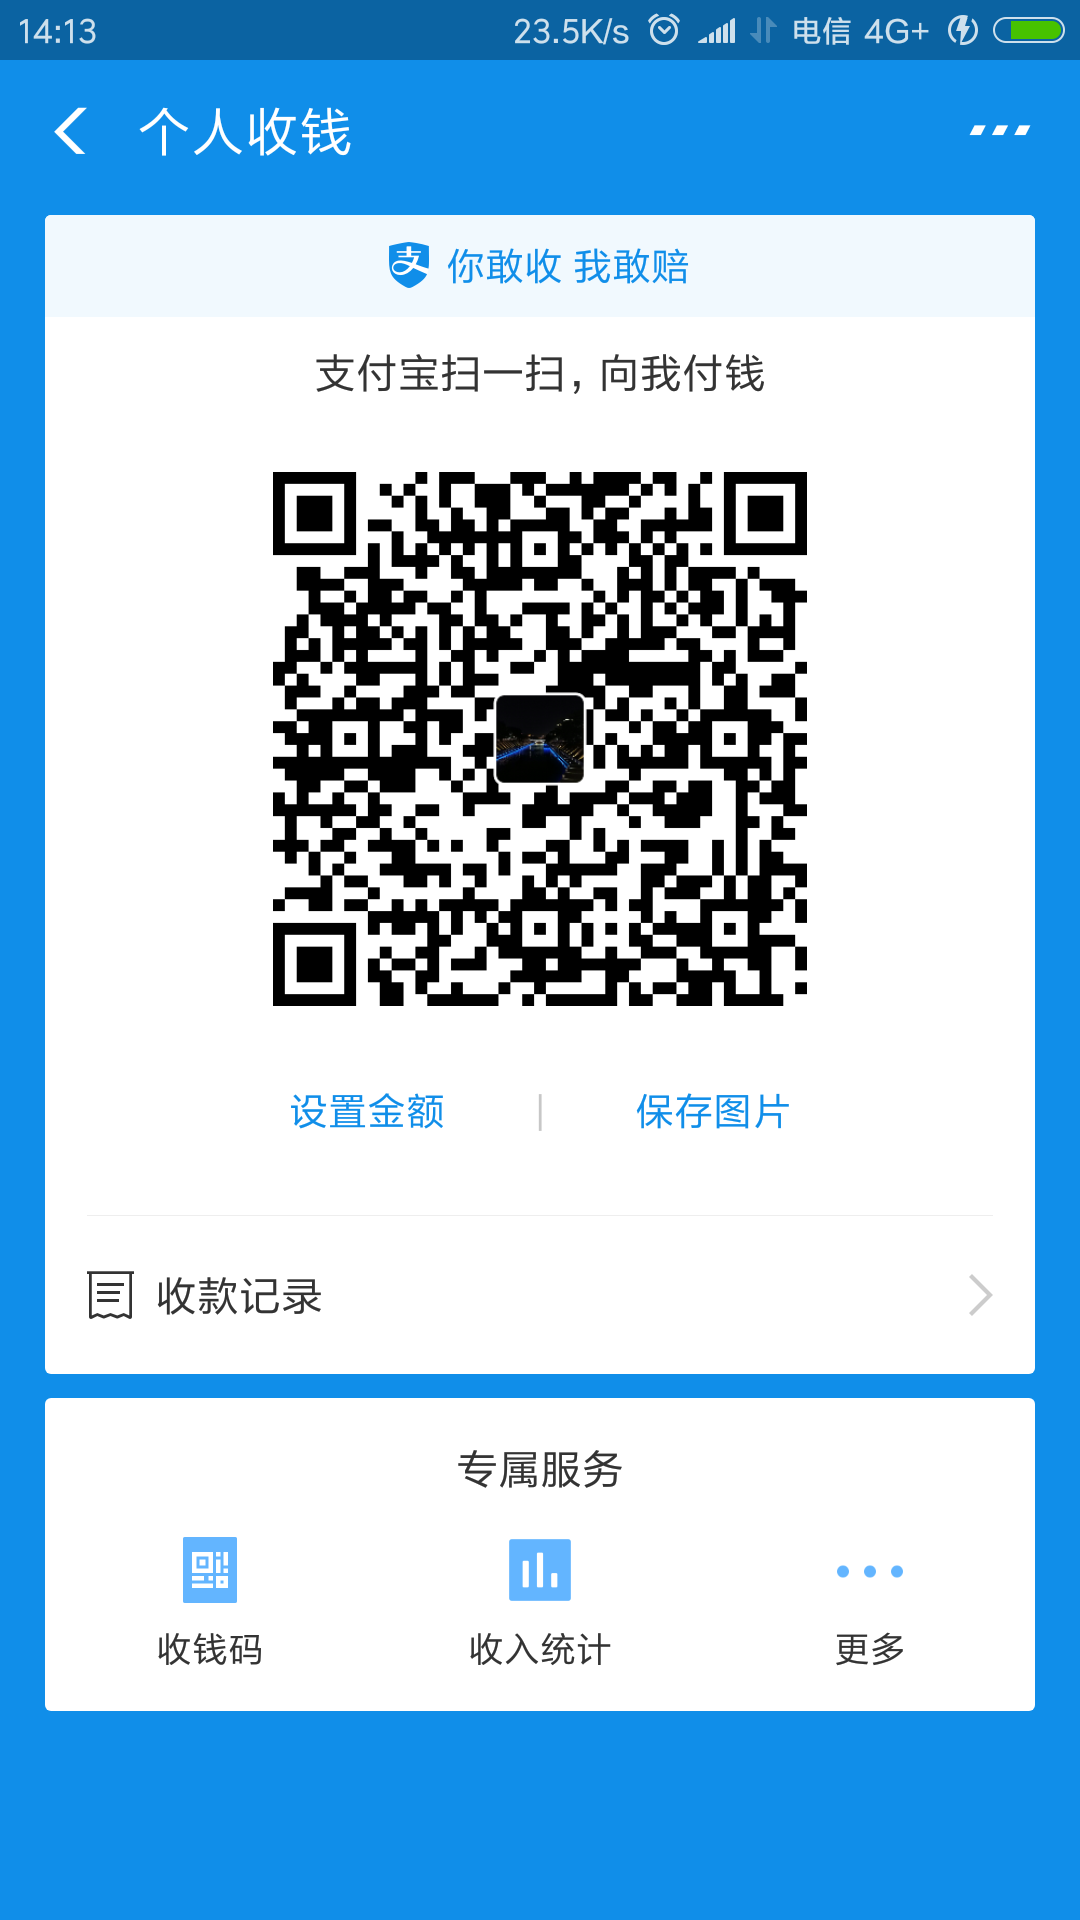 14:13 23.5K/s 电信 4G+
个人收钱
支 你敢收 我敢赔
支付宝扫一扫，向我付钱
设置金额 | 保存图片
收款记录
专属服务
收钱码 收入统计 更多